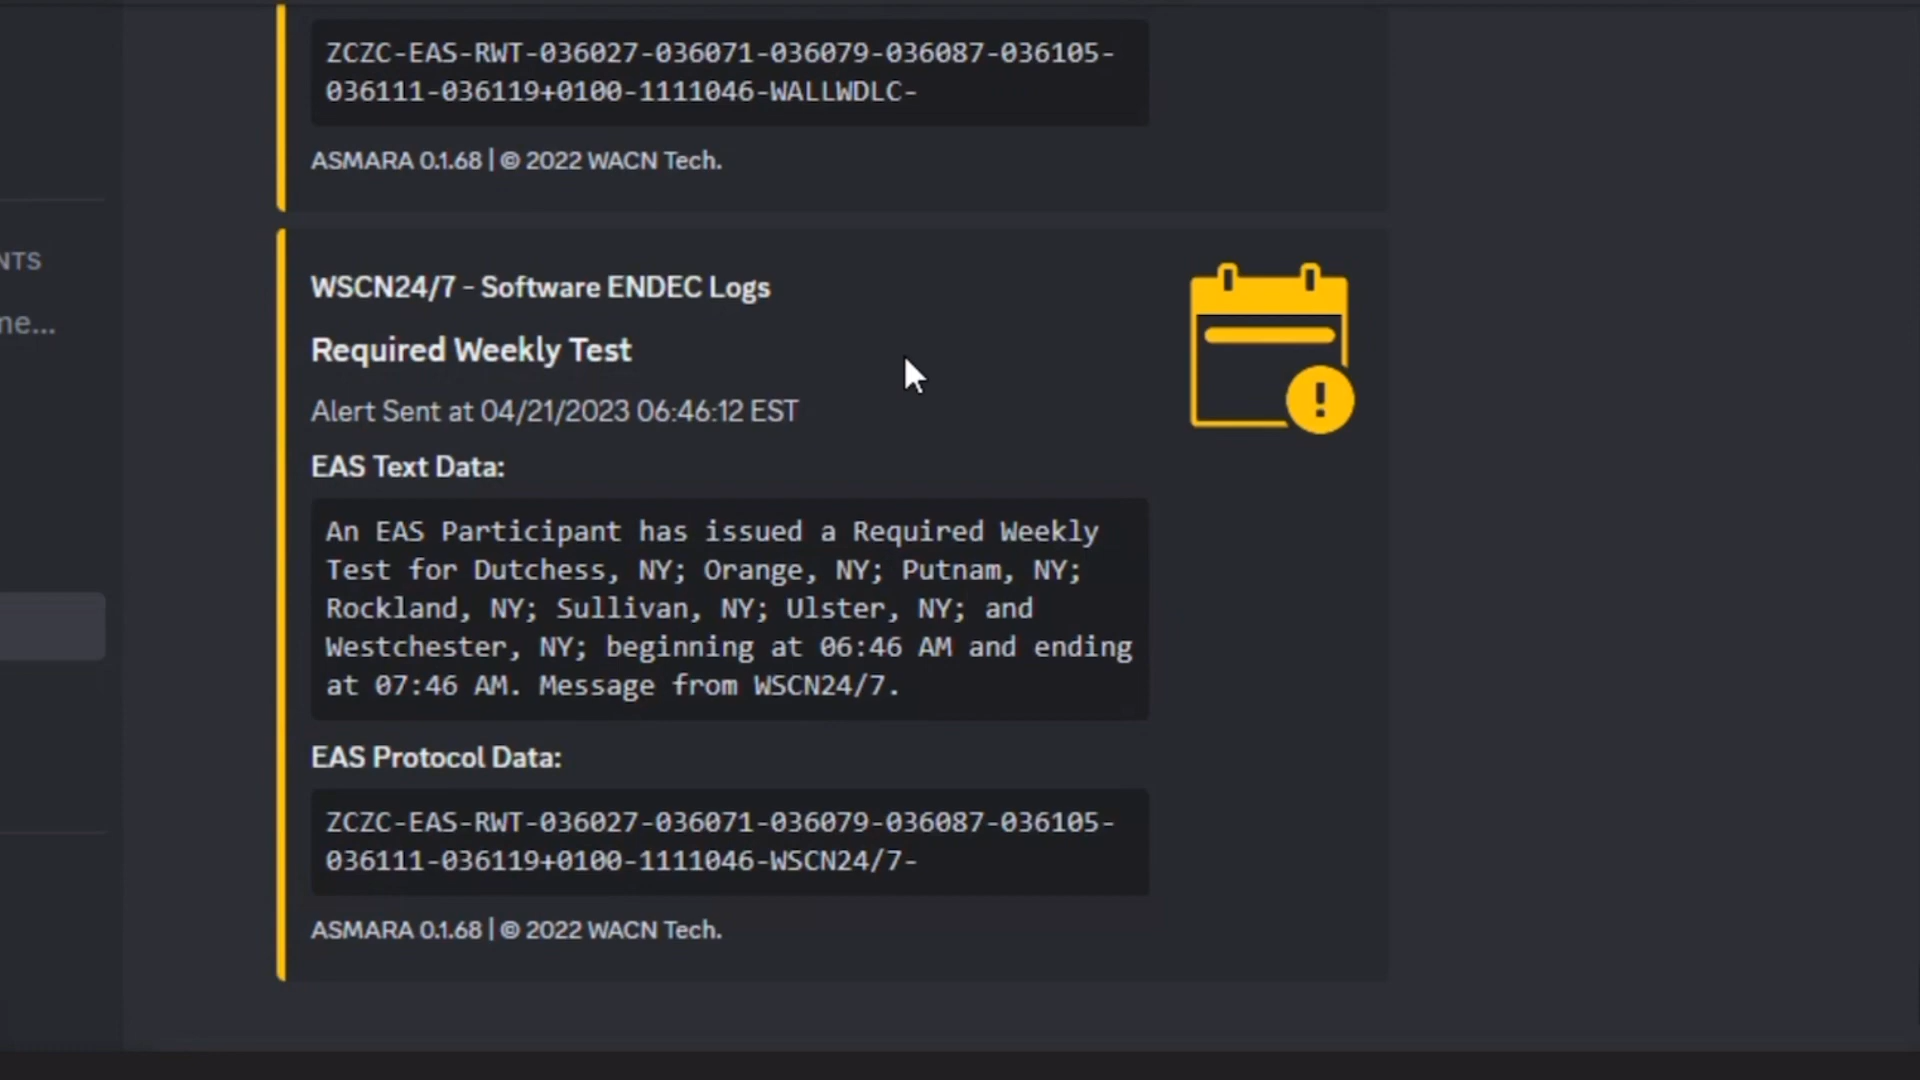 ZCZC-EAS-RWT-036027-036071-036079-036087-036105-
036111-036119+0100-1111046-WALLWDLC-
ASMARA 0.1.68 | © 2022 WACN Tech.
NTS
me...
WSCN24/7 - Software ENDEC Logs
Required Weekly Test
Alert Sent at 04/21/2023 06:46:12 EST
EAS Text Data:
An EAS Participant has issued a Required Weekly
Test for Dutchess, NY; Orange, NY; Putnam, NY;
Rockland, NY; Sullivan, NY; Ulster, NY; and
Westchester, NY; beginning at 06:46 AM and ending
at 07:46 AM. Message from WSCN24/7.
EAS Protocol Data:
ZCZC-EAS-RWT-036027-036071-036079-036087-036105-
036111-036119+0100-1111046-WSCN24/7-
ASMARA 0.1.68 | © 2022 WACN Tech.